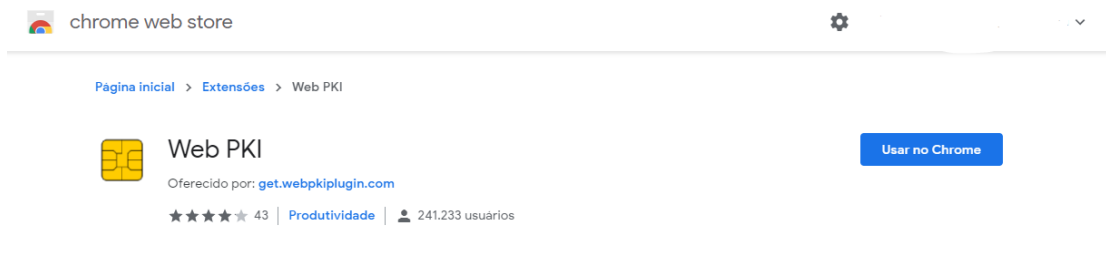 chrome web store
Página inicial > Extensões > Web PKI
Web PKI
Usar no Chrome
Oferecido por: get.webpkiplugin.com
43 | Produtividade | 241.233 usuários